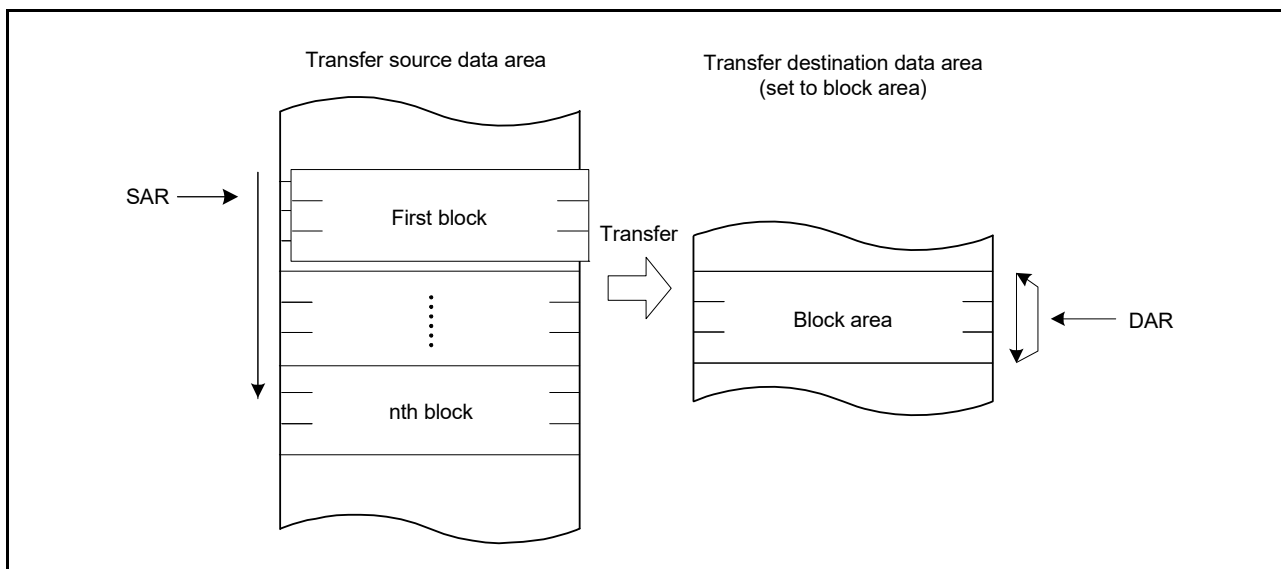 Transfer source data area
Transfer destination data area
(set to block area)
SAR
First block
Transfer
Block area
DAR
nth block